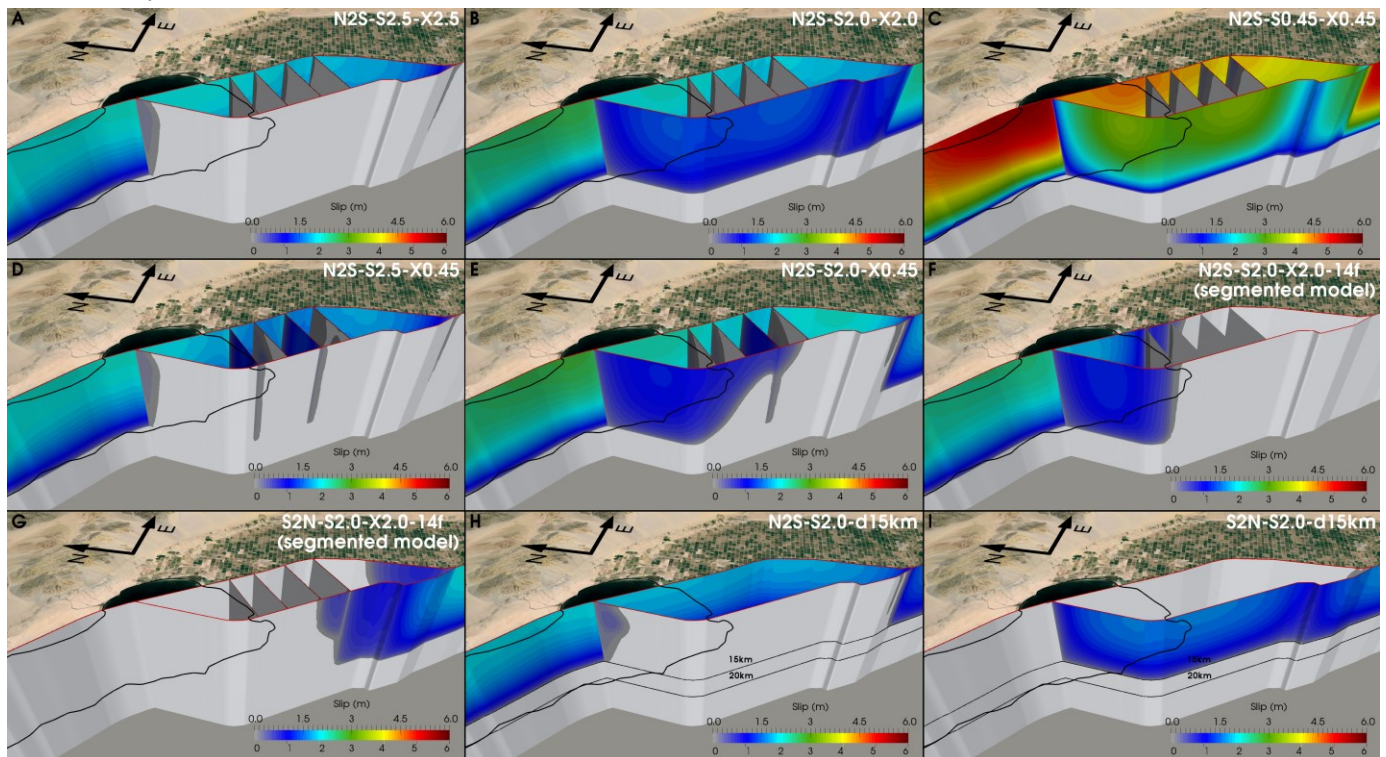 A
N2S-S2.5-X2.5
N
E
Slip (m)
0.0 1.5 3 4.5 6.0
0 1 2 3 4 5 6
B
N2S-S2.0-X2.0
N
E
Slip (m)
0.0 1.5 3 4.5 6.0
0 1 2 3 4 5 6
C
N2S-S0.45-X0.45
N
E
Slip (m)
0.0 1.5 3 4.5 6.0
0 1 2 3 4 5 6
D
N2S-S2.5-X0.45
N
E
Slip (m)
0.0 1.5 3 4.5 6.0
0 1 2 3 4 5 6
E
N2S-S2.0-X0.45
N
E
Slip (m)
0.0 1.5 3 4.5 6.0
0 1 2 3 4 5 6
F
N2S-S2.0-X2.0-14f
(segmented model)
N
E
Slip (m)
0.0 1.5 3 4.5 6.0
0 1 2 3 4 5 6
G
S2N-S2.0-X2.0-14f
(segmented model)
N
E
Slip (m)
0.0 1.5 3 4.5 6.0
0 1 2 3 4 5 6
H
N2S-S2.0-d15km
N
E
15km
20km
Slip (m)
0.0 1.5 3 4.5 6.0
0 1 2 3 4 5 6
I
S2N-S2.0-d15km
N
E
15km
20km
Slip (m)
0.0 1.5 3 4.5 6.0
0 1 2 3 4 5 6